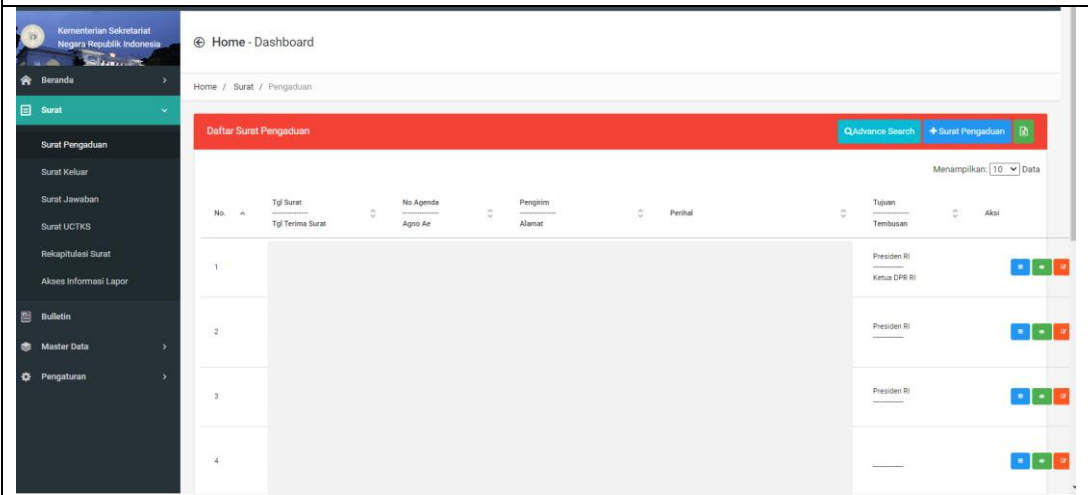 Kementerian Sekretariat
Negara Republik Indonesia
Home - Dashboard
Beranda
Home / Surat / Pengaduan
Surat
Daftar Surat Pengaduan
Advance Search
+ Surat Pengaduan
Surat Pengaduan
Surat Keluar
Surat Jawaban
Surat UCTKS
Rekapitulasi Surat
Akses Informasi Lapor
Bulletin
Master Data
Pengaturan
Menampilkan: 10 Data
No.
Tgl Surat
---------------
Tgl Terima Surat
No Agenda
---------------
Agno Ae
Pengirim
---------------
Alamat
Perihal
Tujuan
---------------
Tembusan
Aksi
1
Presiden RI
-------------
Ketua DPR RI
2
Presiden RI
-------------
3
Presiden RI
-------------
4
-------------